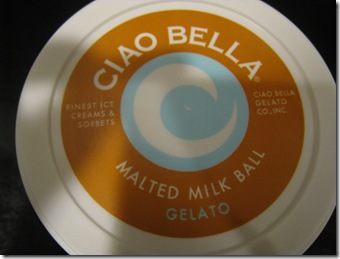 CIAO BELLA®
FINEST ICE
CREAMS &
SORBETS
CIAO BELLA
GELATO
CO., INC.
MALTED MILK BALL
GELATO